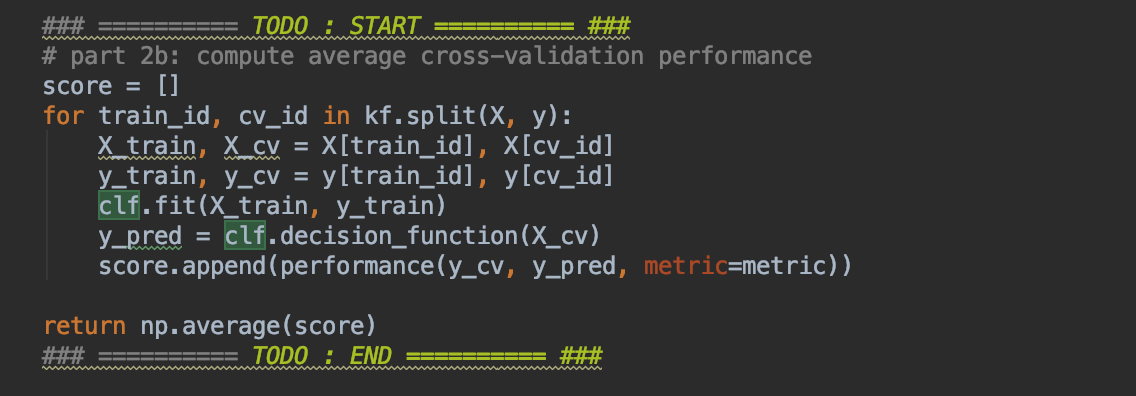 ### ========== TODO : START ========== ###
# part 2b: compute average cross-validation performance
score = []
for train_id, cv_id in kf.split(X, y):
    X_train, X_cv = X[train_id], X[cv_id]
    y_train, y_cv = y[train_id], y[cv_id]
    clf.fit(X_train, y_train)
    y_pred = clf.decision_function(X_cv)
    score.append(performance(y_cv, y_pred, metric=metric))
return np.average(score)
### ========== TODO : END ========== ###